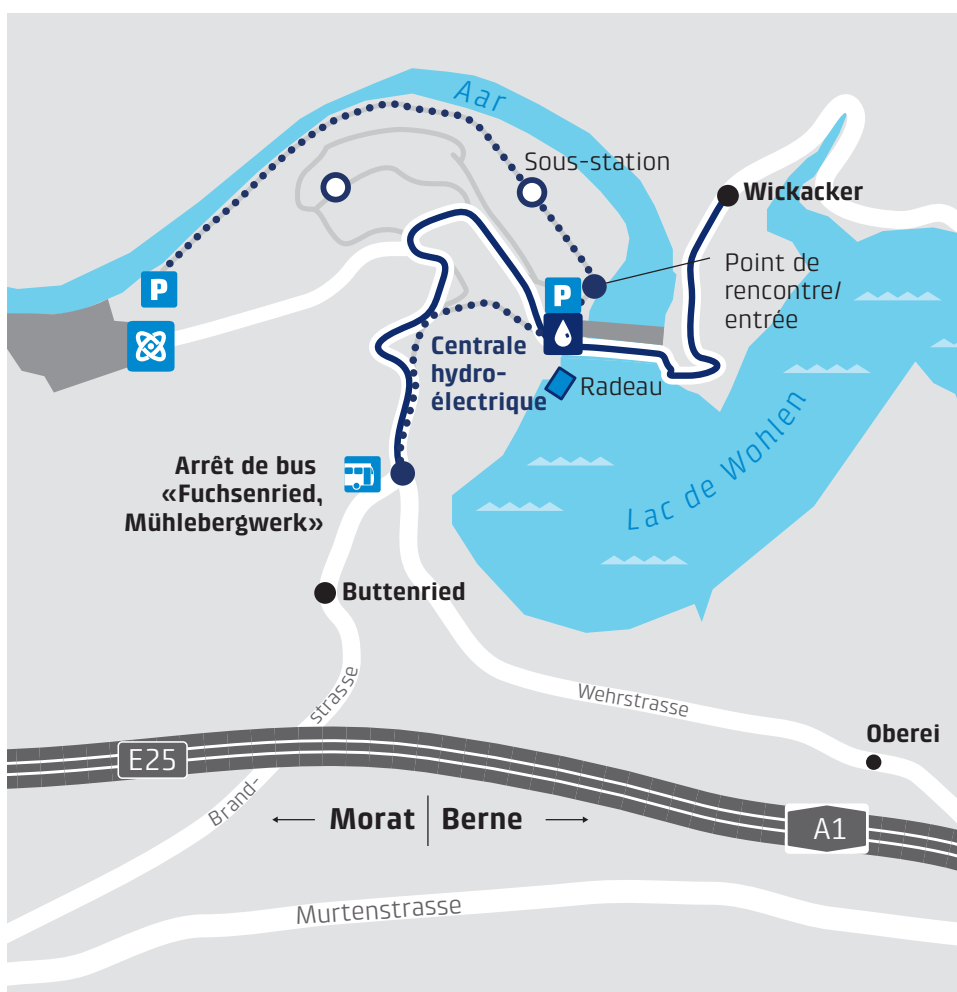 Aar
Sous-station
Wickacker
Point de
rencontre/
entrée
P
P
Centrale
hydro-
électrique
Radeau
Lac de Wohlen
Arrêt de bus
«Fuchsenried,
Mühlebergwerk»
Buttenried
Wehrstrasse
strasse
Brand-
Oberei
E25
Morat | Berne
A1
Murtenstrasse